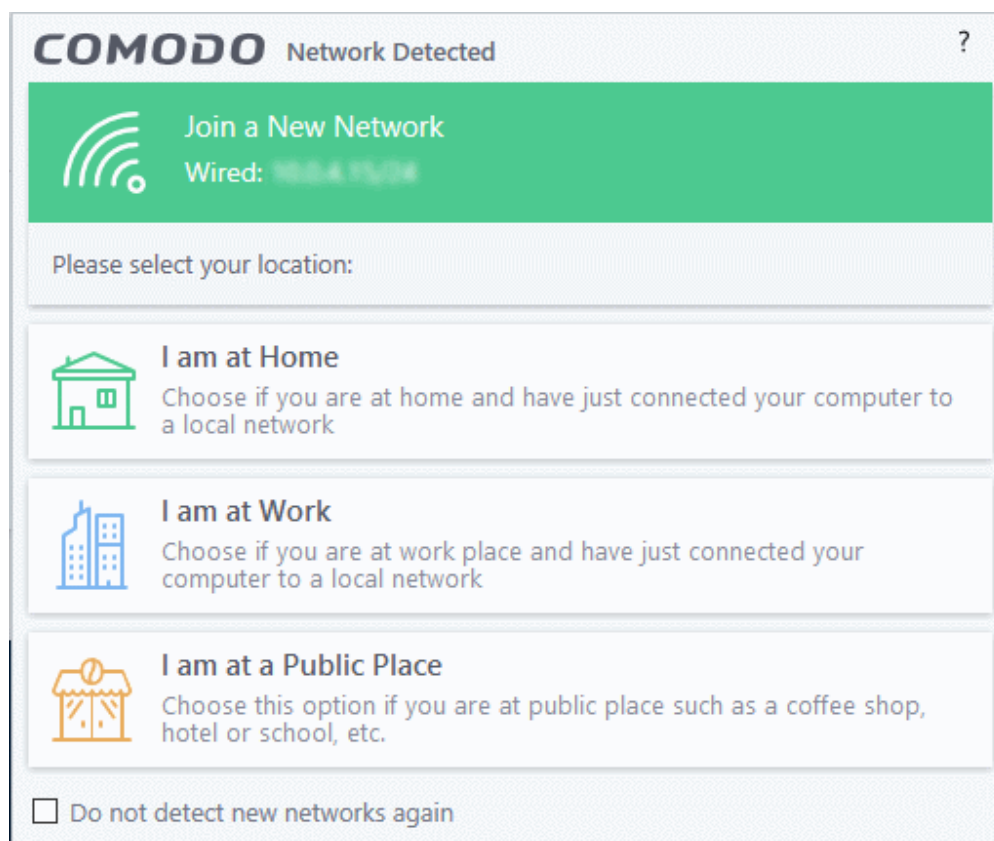 COMODO Network Detected ?
Join a New Network
Wired:
Please select your location:
I am at Home
Choose if you are at home and have just connected your computer to
a local network
I am at Work
Choose if you are at work place and have just connected your
computer to a local network
I am at a Public Place
Choose this option if you are at public place such as a coffee shop,
hotel or school, etc.
Do not detect new networks again